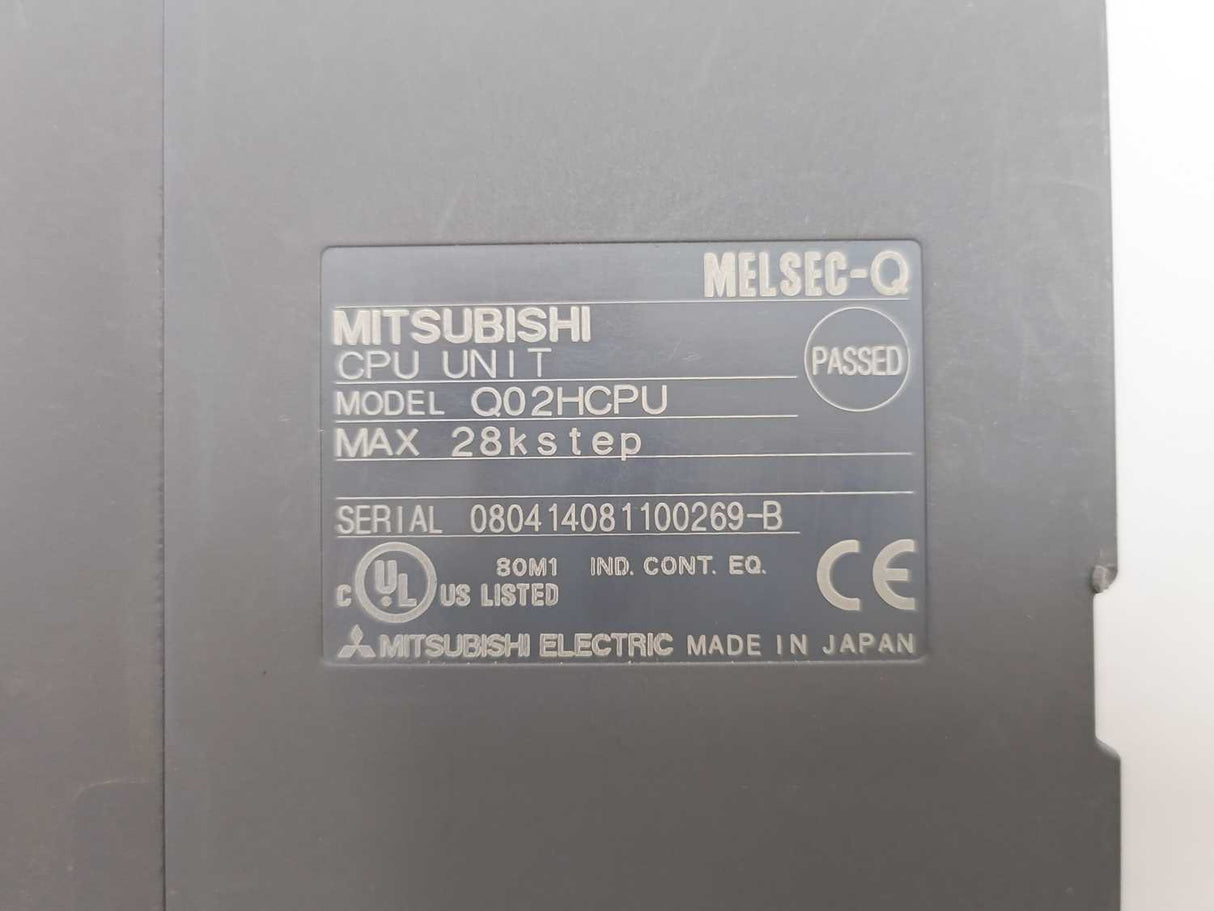 MELSEC-Q
MITSUBISHI
CPU UNIT
PASSED
MODEL Q02HCPU
MAX 28kstep
SERIAL 080414081100269-B
80M1 IND. CONT. EQ.
C UL US LISTED
CE
MITSUBISHI ELECTRIC MADE IN JAPAN